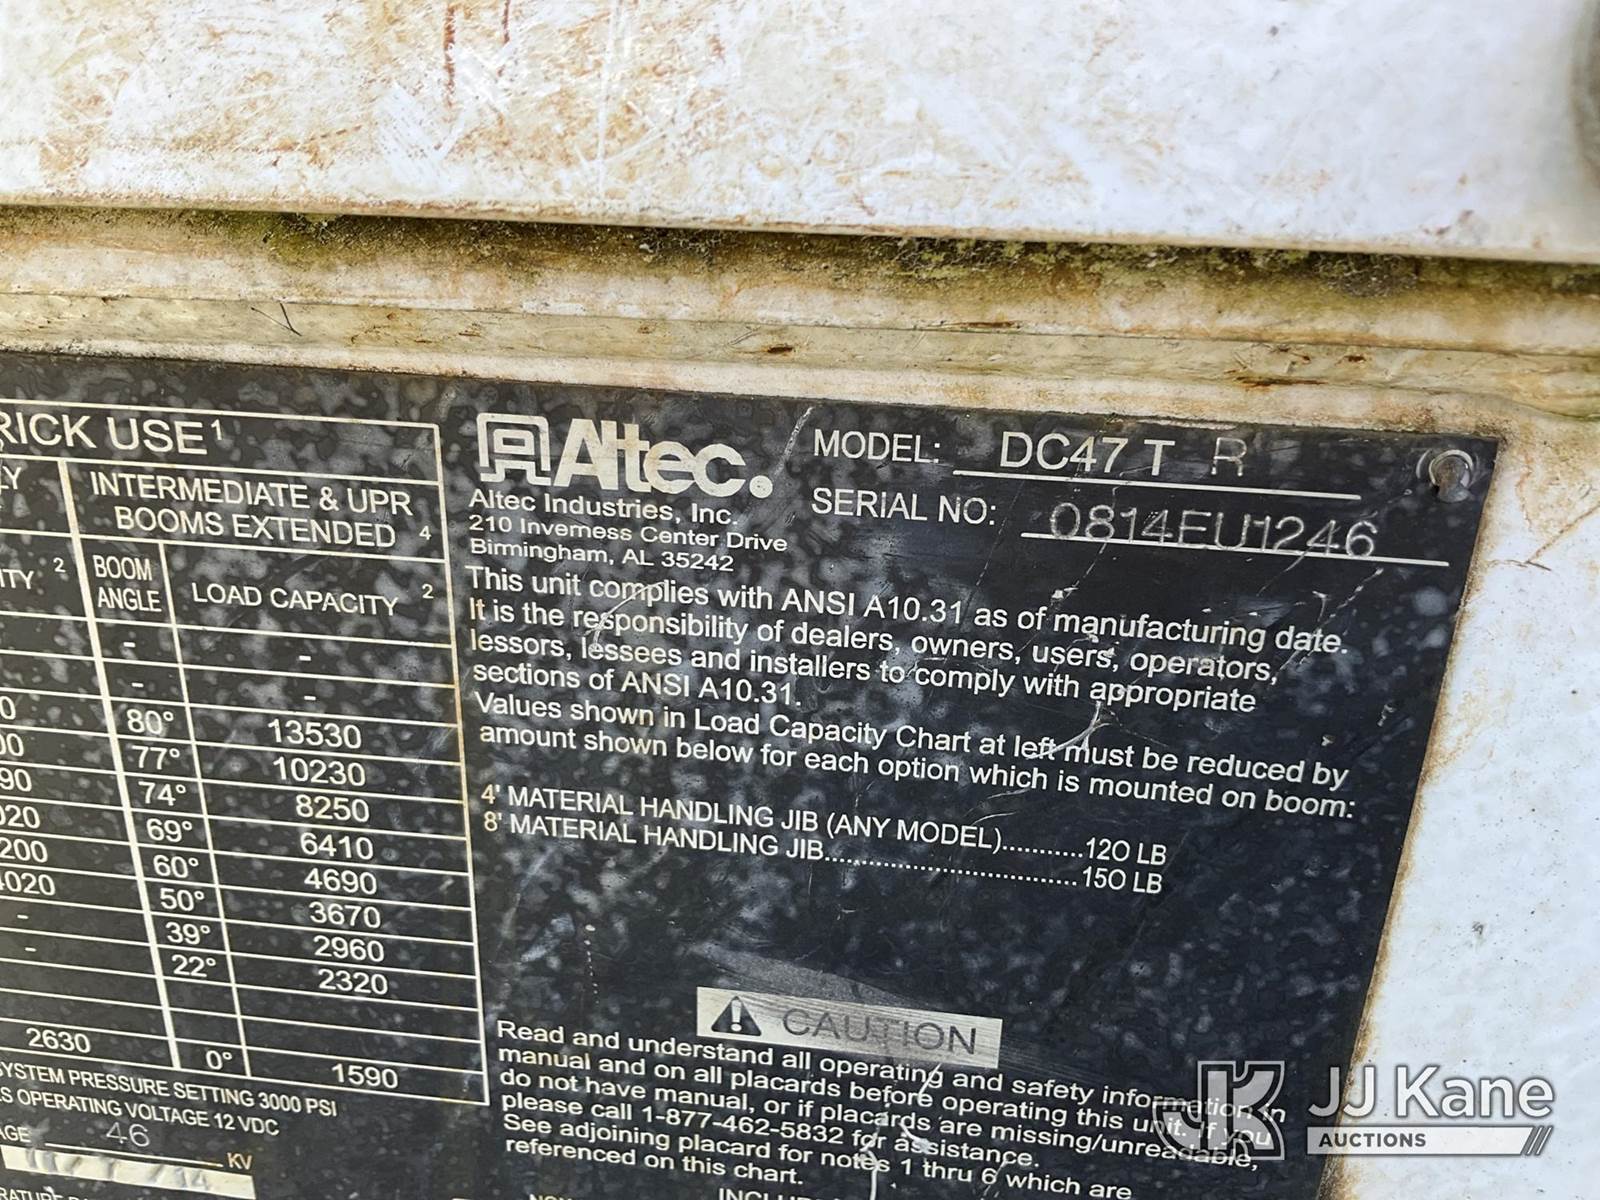 RICK USE 1
INTERMEDIATE & UPR
BOOMS EXTENDED 4
BOOM
ANGLE
LOAD CAPACITY 2
- -
- -
80° 13530
77° 10230
74° 8250
69° 6410
60° 4690
50° 3670
39° 2960
22° 2320
2630 0° 1590
SYSTEM PRESSURE SETTING 3000 PSI
OPERATING VOLTAGE 12 VDC
46 KV
Altec.
Altec Industries, Inc.
210 Inverness Center Drive
Birmingham, AL 35242
MODEL: DC47 T R
SERIAL NO: 0814EU1246
This unit complies with ANSI A10.31 as of manufacturing date.
It is the responsibility of dealers, owners, users, operators,
lessors, lessees and installers to comply with appropriate
sections of ANSI A10.31.
Values shown in Load Capacity Chart at left must be reduced by
amount shown below for each option which is mounted on boom:
4' MATERIAL HANDLING JIB (ANY MODEL)...........120 LB
8' MATERIAL HANDLING JIB..................................150 LB
CAUTION
Read and understand all operating and safety information in
manual and on all placards before operating this unit. If you
do not have manual, or if placards are missing/unreadable,
please call 1-877-462-5832 for assistance.
See adjoining placard for notes 1 thru 6 which are
referenced on this chart.
JJ Kane
AUCTIONS